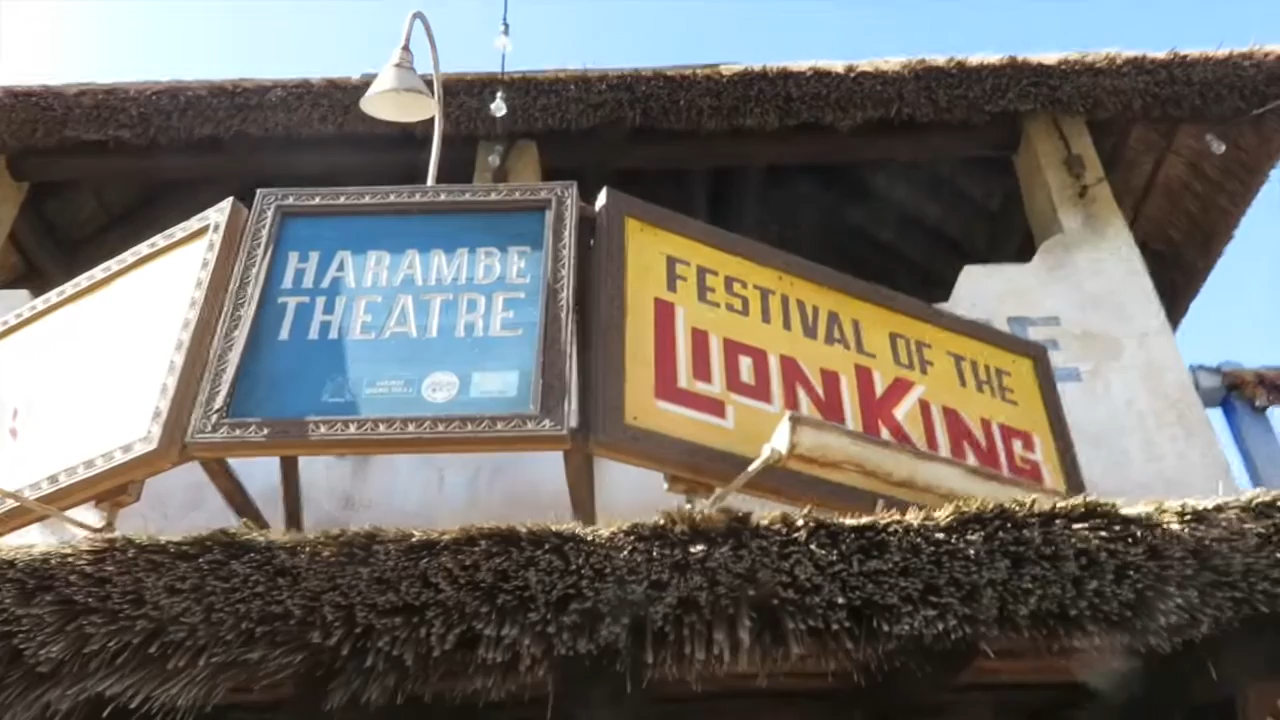 HARAMBE
THEATRE
FESTIVAL OF THE
LION KING
E